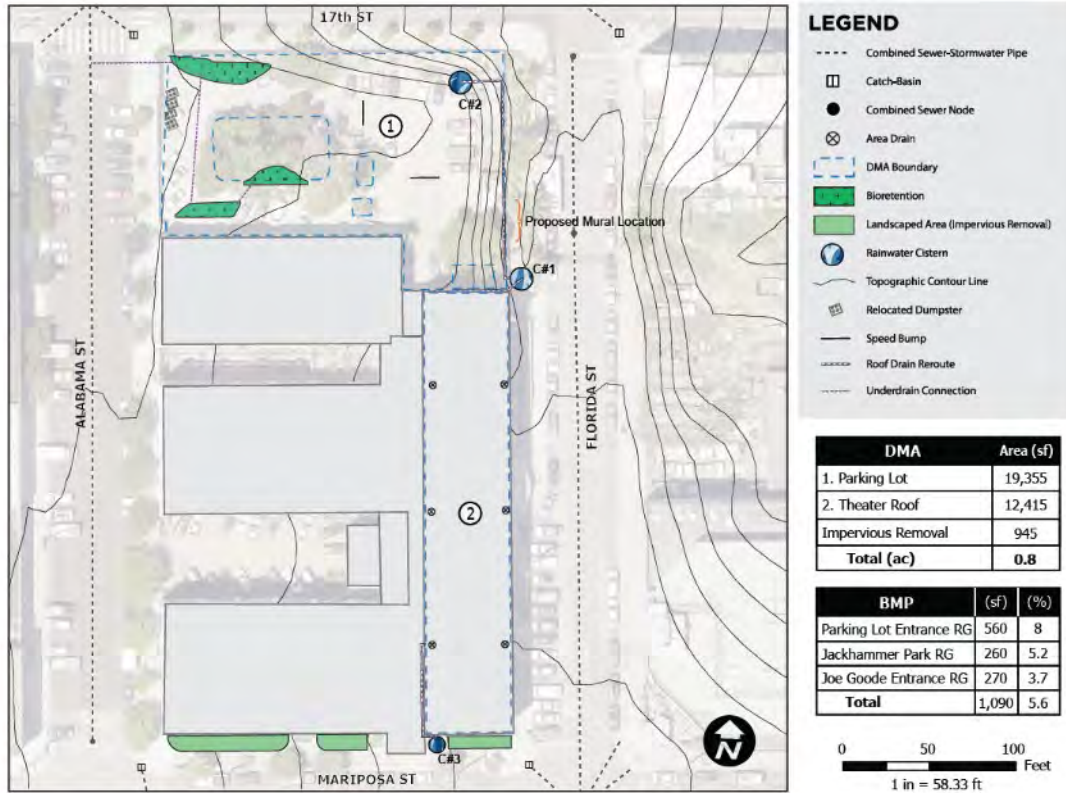 17th ST
C#2
1
Proposed Mural Location
C#1
ALABAMA ST
FLORIDA ST
2
C#3
MARIPOSA ST
N
LEGEND
Combined Sewer-Stormwater Pipe
Catch-Basin
Combined Sewer Node
Area Drain
DMA Boundary
Bioretention
Landscaped Area (Impervious Removal)
Rainwater Cistern
Topographic Contour Line
Relocated Dumpster
Speed Bump
Roof Drain Reroute
Underdrain Connection
DMA Area (sf)
1. Parking Lot 19,355
2. Theater Roof 12,415
Impervious Removal 945
Total (ac) 0.8
BMP (sf) (%)
Parking Lot Entrance RG 560 8
Jackhammer Park RG 260 5.2
Joe Goode Entrance RG 270 3.7
Total 1,090 5.6
0 50 100
Feet
1 in = 58.33 ft